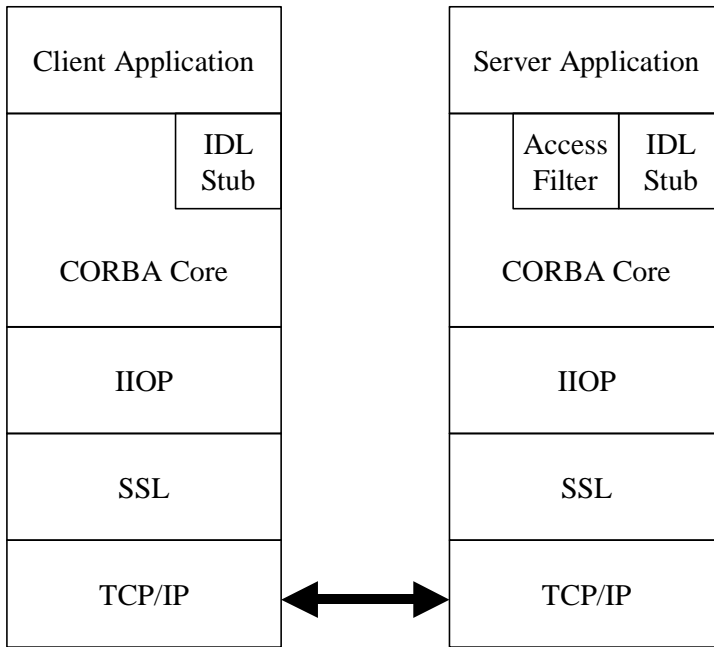 Client Application
IDL
Stub
CORBA Core
IIOP
SSL
TCP/IP
Server Application
Access
Filter
IDL
Stub
CORBA Core
IIOP
SSL
TCP/IP